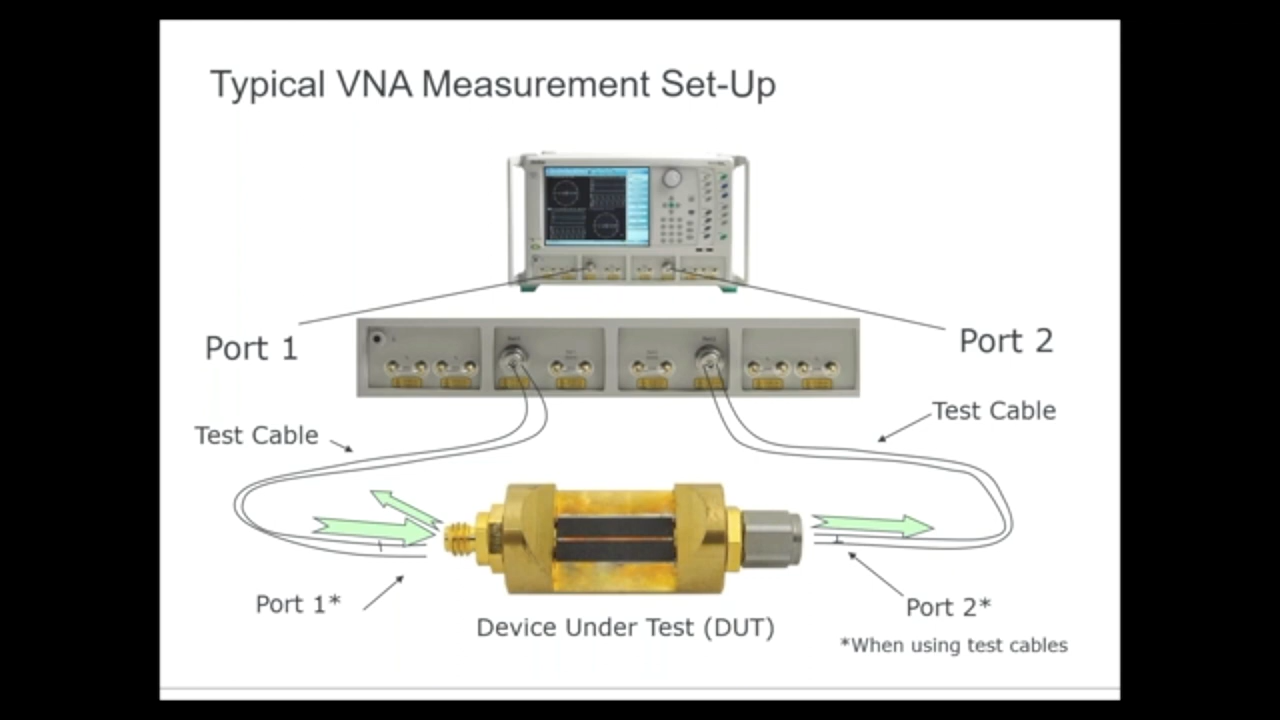 Typical VNA Measurement Set-Up
Port 1
Port 2
Test Cable
Test Cable
Port 1*
Port 2*
Device Under Test (DUT)
*When using test cables